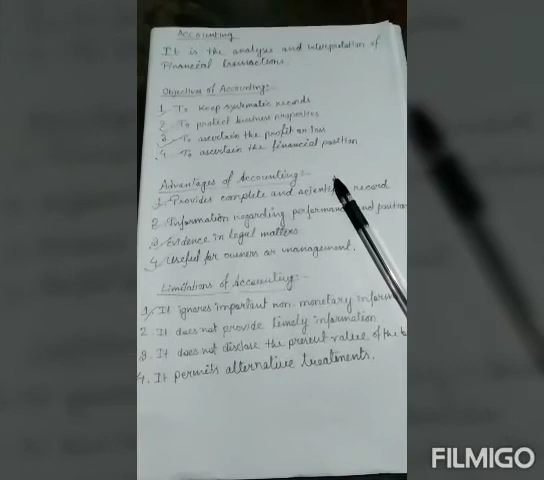 Accounting
It is the analysis and interpretation of
Financial transactions
Objectives of Accounting:-
1. To keep systematic records
2. To protect business properties
3. To ascertain the profit or loss
4. To ascertain the financial position
Advantages of Accounting:-
1. Provides complete and record
2. Information regarding performance and
3. Evidence in legal matters
4. Useful for owners or management.
Limitations of Accounting:-
1. It ignores important non. monetary inform
2. It does not provide timely information
3. It does not disclose the present value of the b
4. It permits alternative treatments.
FILMIGO